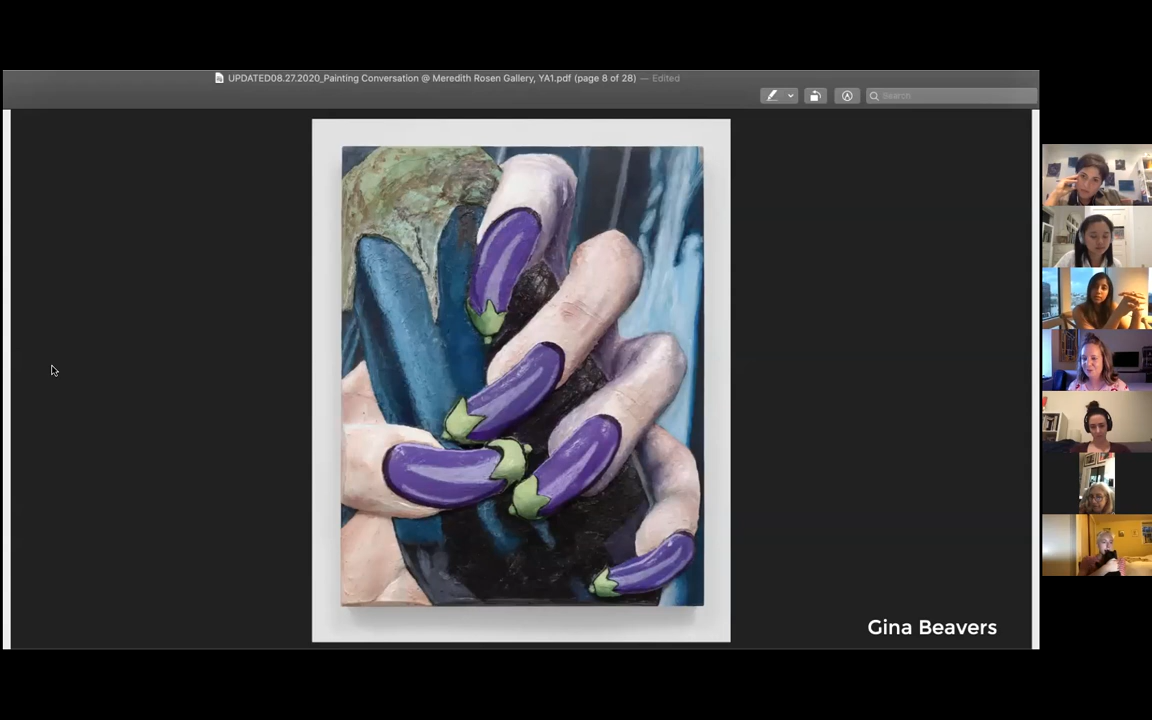 UPDATED08.27.2020_Painting Conversation @ Meredith Rosen Gallery, YA1.pdf (page 8 of 28) — Edited
Search
Gina Beavers